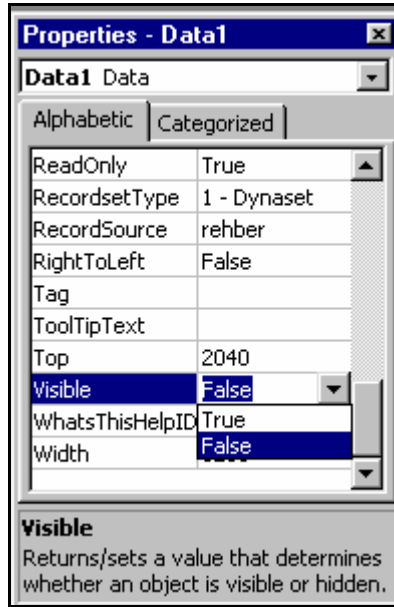 Properties - Data1
Data1 Data
Alphabetic Categorized
ReadOnly True
RecordsetType 1 - Dynaset
RecordSource rehber
RightToLeft False
Tag
ToolTipText
Top 2040
Visible False
WhatsThisHelpID True
False
Width
Visible
Returns/sets a value that determines
whether an object is visible or hidden.